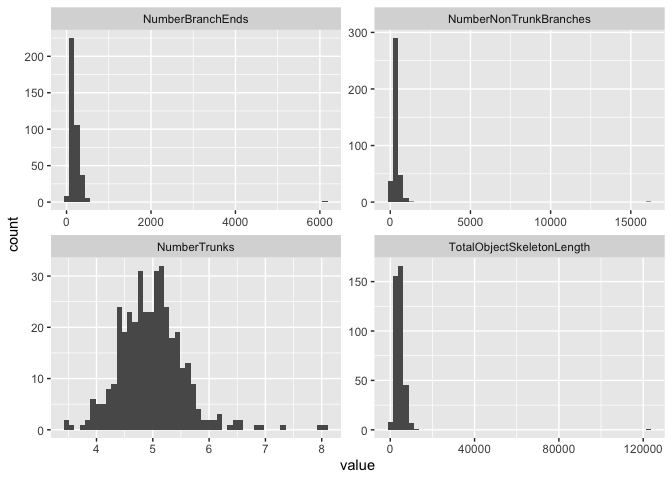 NumberBranchEnds
NumberNonTrunkBranches
200
150
100
50
0
0 2000 4000 6000
300
200
100
0
0 5000 10000 15000
NumberTrunks
TotalObjectSkeletonLength
30
20
10
0
4 5 6 7 8
150
100
50
0
0 40000 80000 120000
count
value